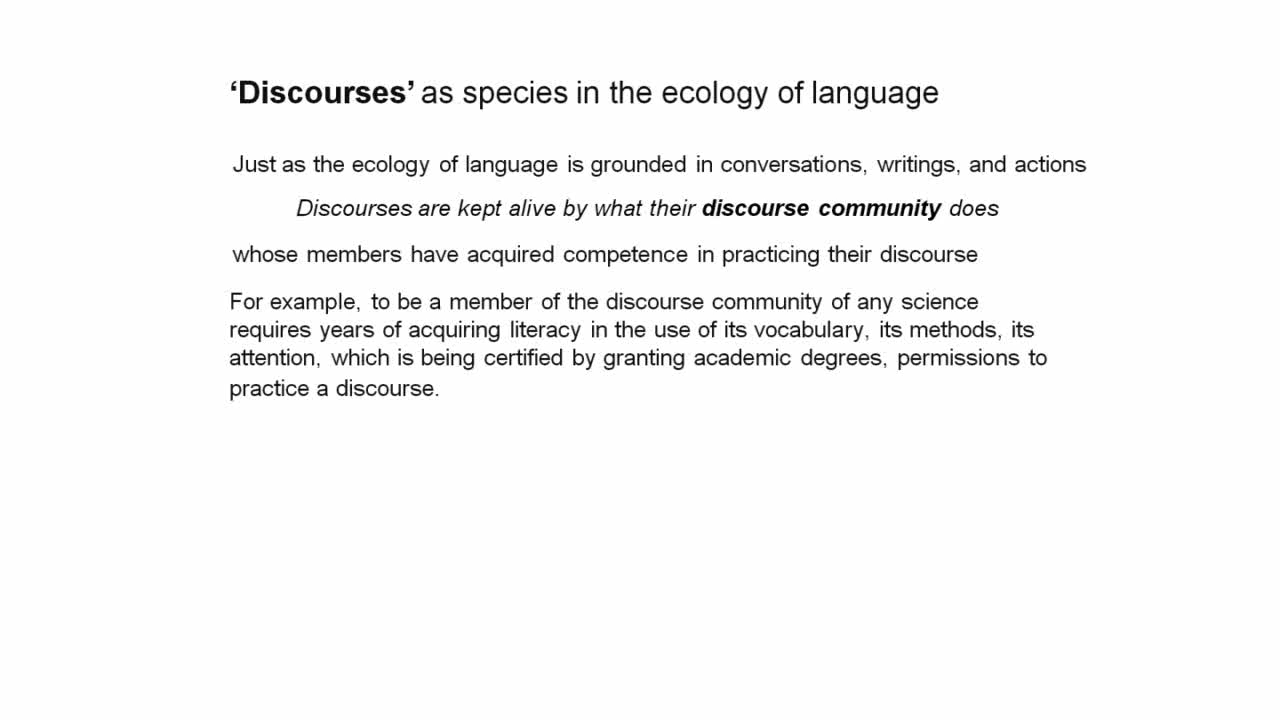 ‘Discourses’ as species in the ecology of language
Just as the ecology of language is grounded in conversations, writings, and actions
Discourses are kept alive by what their discourse community does
whose members have acquired competence in practicing their discourse
For example, to be a member of the discourse community of any science
requires years of acquiring literacy in the use of its vocabulary, its methods, its
attention, which is being certified by granting academic degrees, permissions to
practice a discourse.